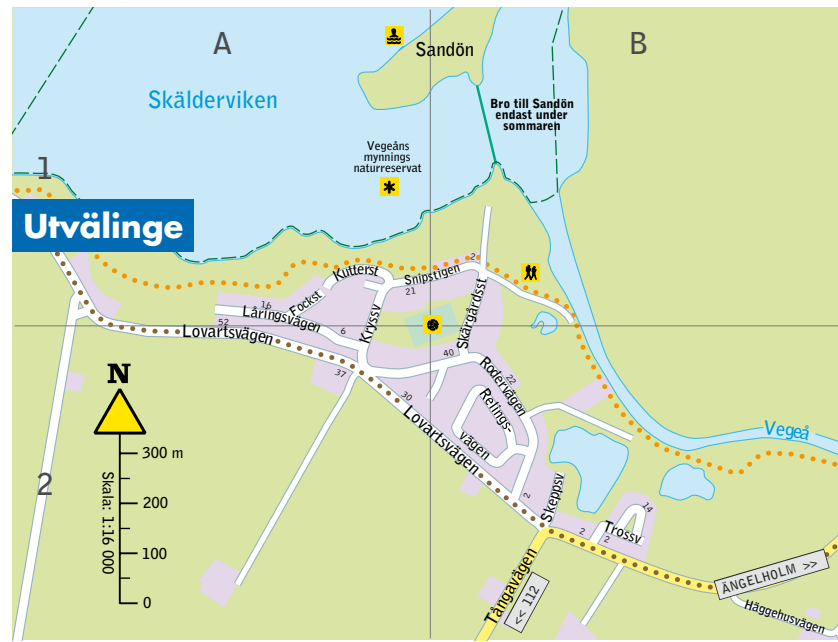 A
B
Sandön
Skälderviken
Bro till Sandön
endast under
sommaren
Vegeåns
mynnings
naturreservat
1
Utvälinge
Kutterst
Snipstigen
2
21
Fockst
16
Låringsvägen
52
6
Kryssv
Skärgårdsst
Lovartsvägen
40
37
Rodervägen
22
Relings-
vägen
30
Lovartsvägen
N
300 m
200
100
0
Skala: 1:16 000
2
Vegeå
2
Skeppsv
14
Trossv
2
2
Tångavägen
<< 112
ÄNGELHOLM >>
Häggehusvägen